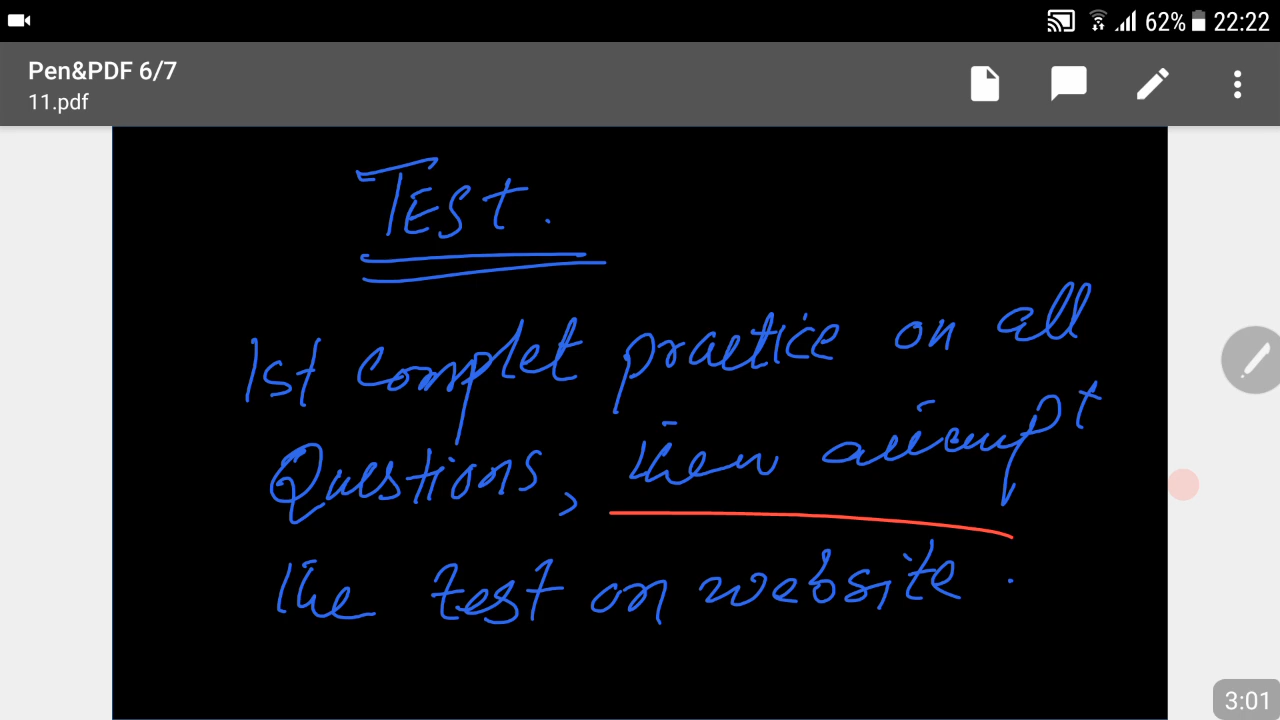 62% 22:22
Pen&PDF 6/7
11.pdf
TEST.
1st complet practice on all
Questions, then attempt
the test on website.
3:01